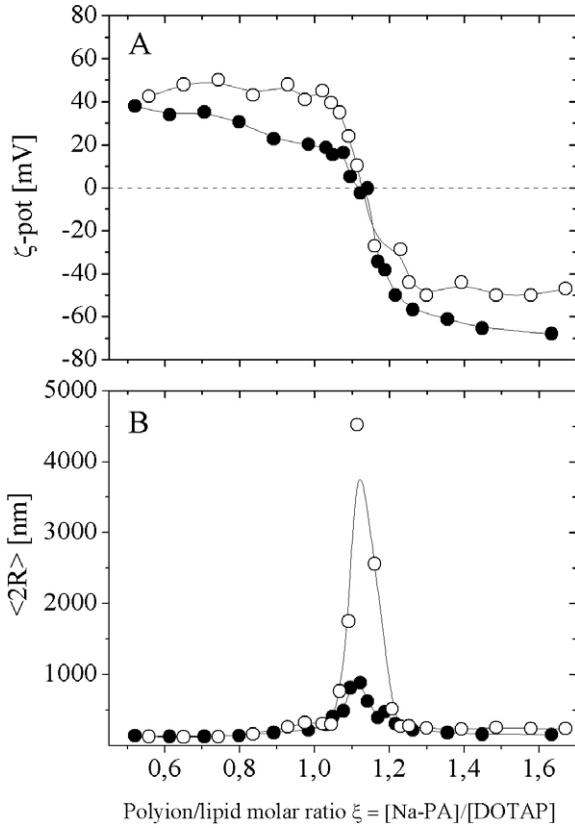 A
80
60
40
20
0
-20
-40
-60
-80
ζ-pot [mV]
B
5000
4000
3000
2000
1000
<2R> [nm]
0,6 0,8 1,0 1,2 1,4 1,6
Polyion/lipid molar ratio ξ = [Na-PA]/[DOTAP]